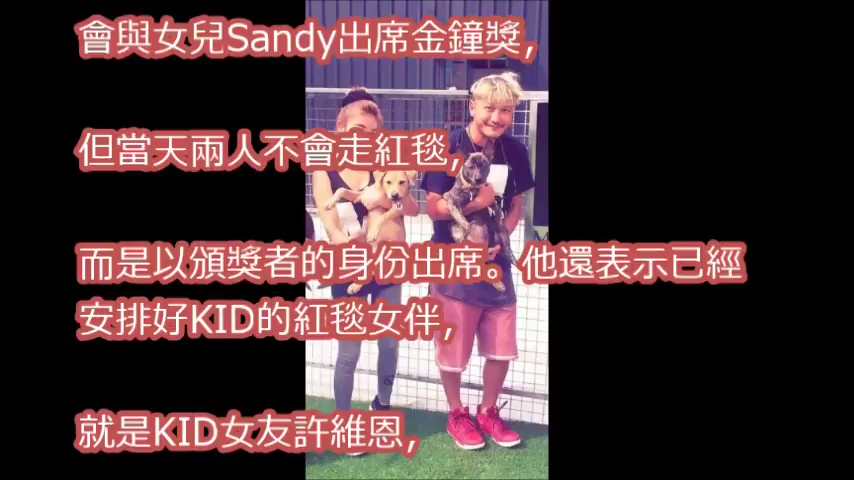 會與女兒Sandy出席金鐘獎,
但當天兩人不會走紅毯,
而是以頒獎者的身份出席。他還表示已經
安排好KID的紅毯女伴,
就是KID女友許維恩,